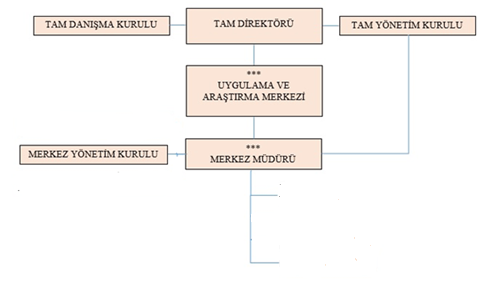 TAM DANIŞMA KURULU
TAM DİREKTÖRÜ
TAM YÖNETİM KURULU
***
UYGULAMA VE
ARAŞTIRMA MERKEZİ
MERKEZ YÖNETİM KURULU
***
MERKEZ MÜDÜRÜ